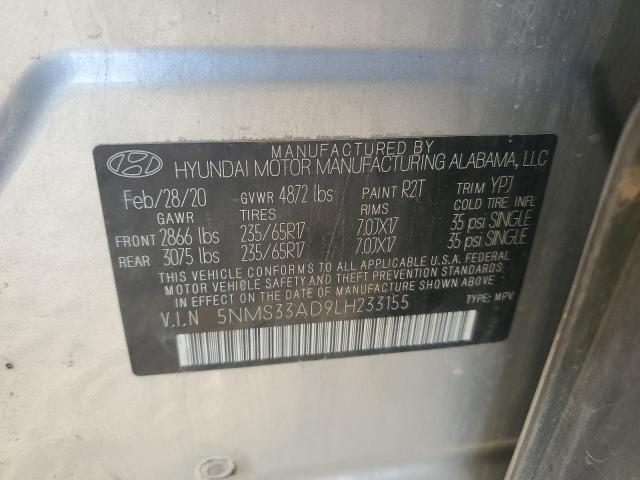 MANUFACTURED BY
HYUNDAI MOTOR MANUFACTURING ALABAMA, LLC
Feb/28/20 GVWR 4872 lbs PAINT R2T TRIM YPJ
GAWR TIRES RIMS COLD TIRE INFL
FRONT 2866 lbs 235/65R17 7.0JX17 35 psi SINGLE
REAR 3075 lbs 235/65R17 7.0JX17 35 psi SINGLE
THIS VEHICLE CONFORMS TO ALL APPLICABLE U.S.A. FEDERAL
MOTOR VEHICLE SAFETY AND THEFT PREVENTION STANDARDS
IN EFFECT ON THE DATE OF MANUFACTURE SHOWN ABOVE.
V.I.N 5NMS33AD9LH233155 TYPE: MPV